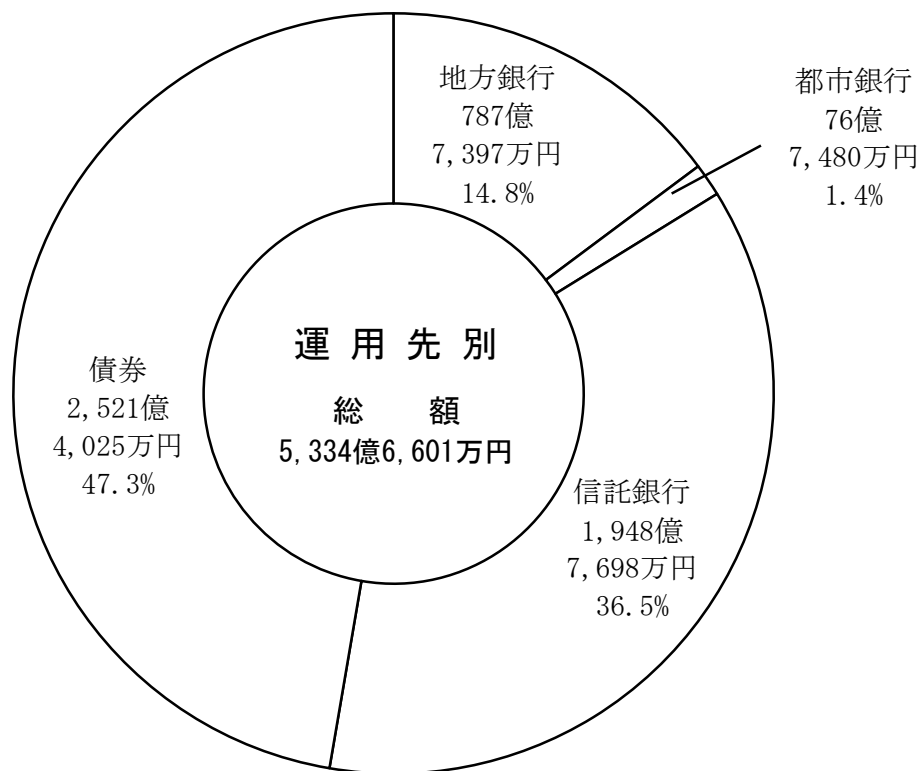 地方銀行
787億
7,397万円
14.8%
都市銀行
76億
7,480万円
1.4%
運用先別
総　額
5,334億6,601万円
債券
2,521億
4,025万円
47.3%
信託銀行
1,948億
7,698万円
36.5%